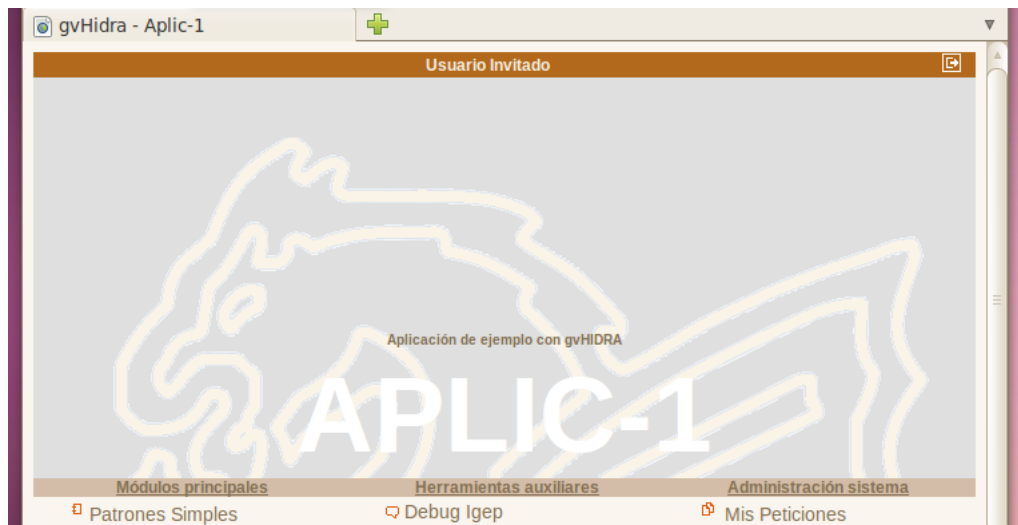 gvHidra - Aplic-1
Usuario Invitado
Aplicación de ejemplo con gvHIDRA
APLIC-1
Módulos principales Herramientas auxiliares Administración sistema
Patrones Simples Debug Igep Mis Peticiones